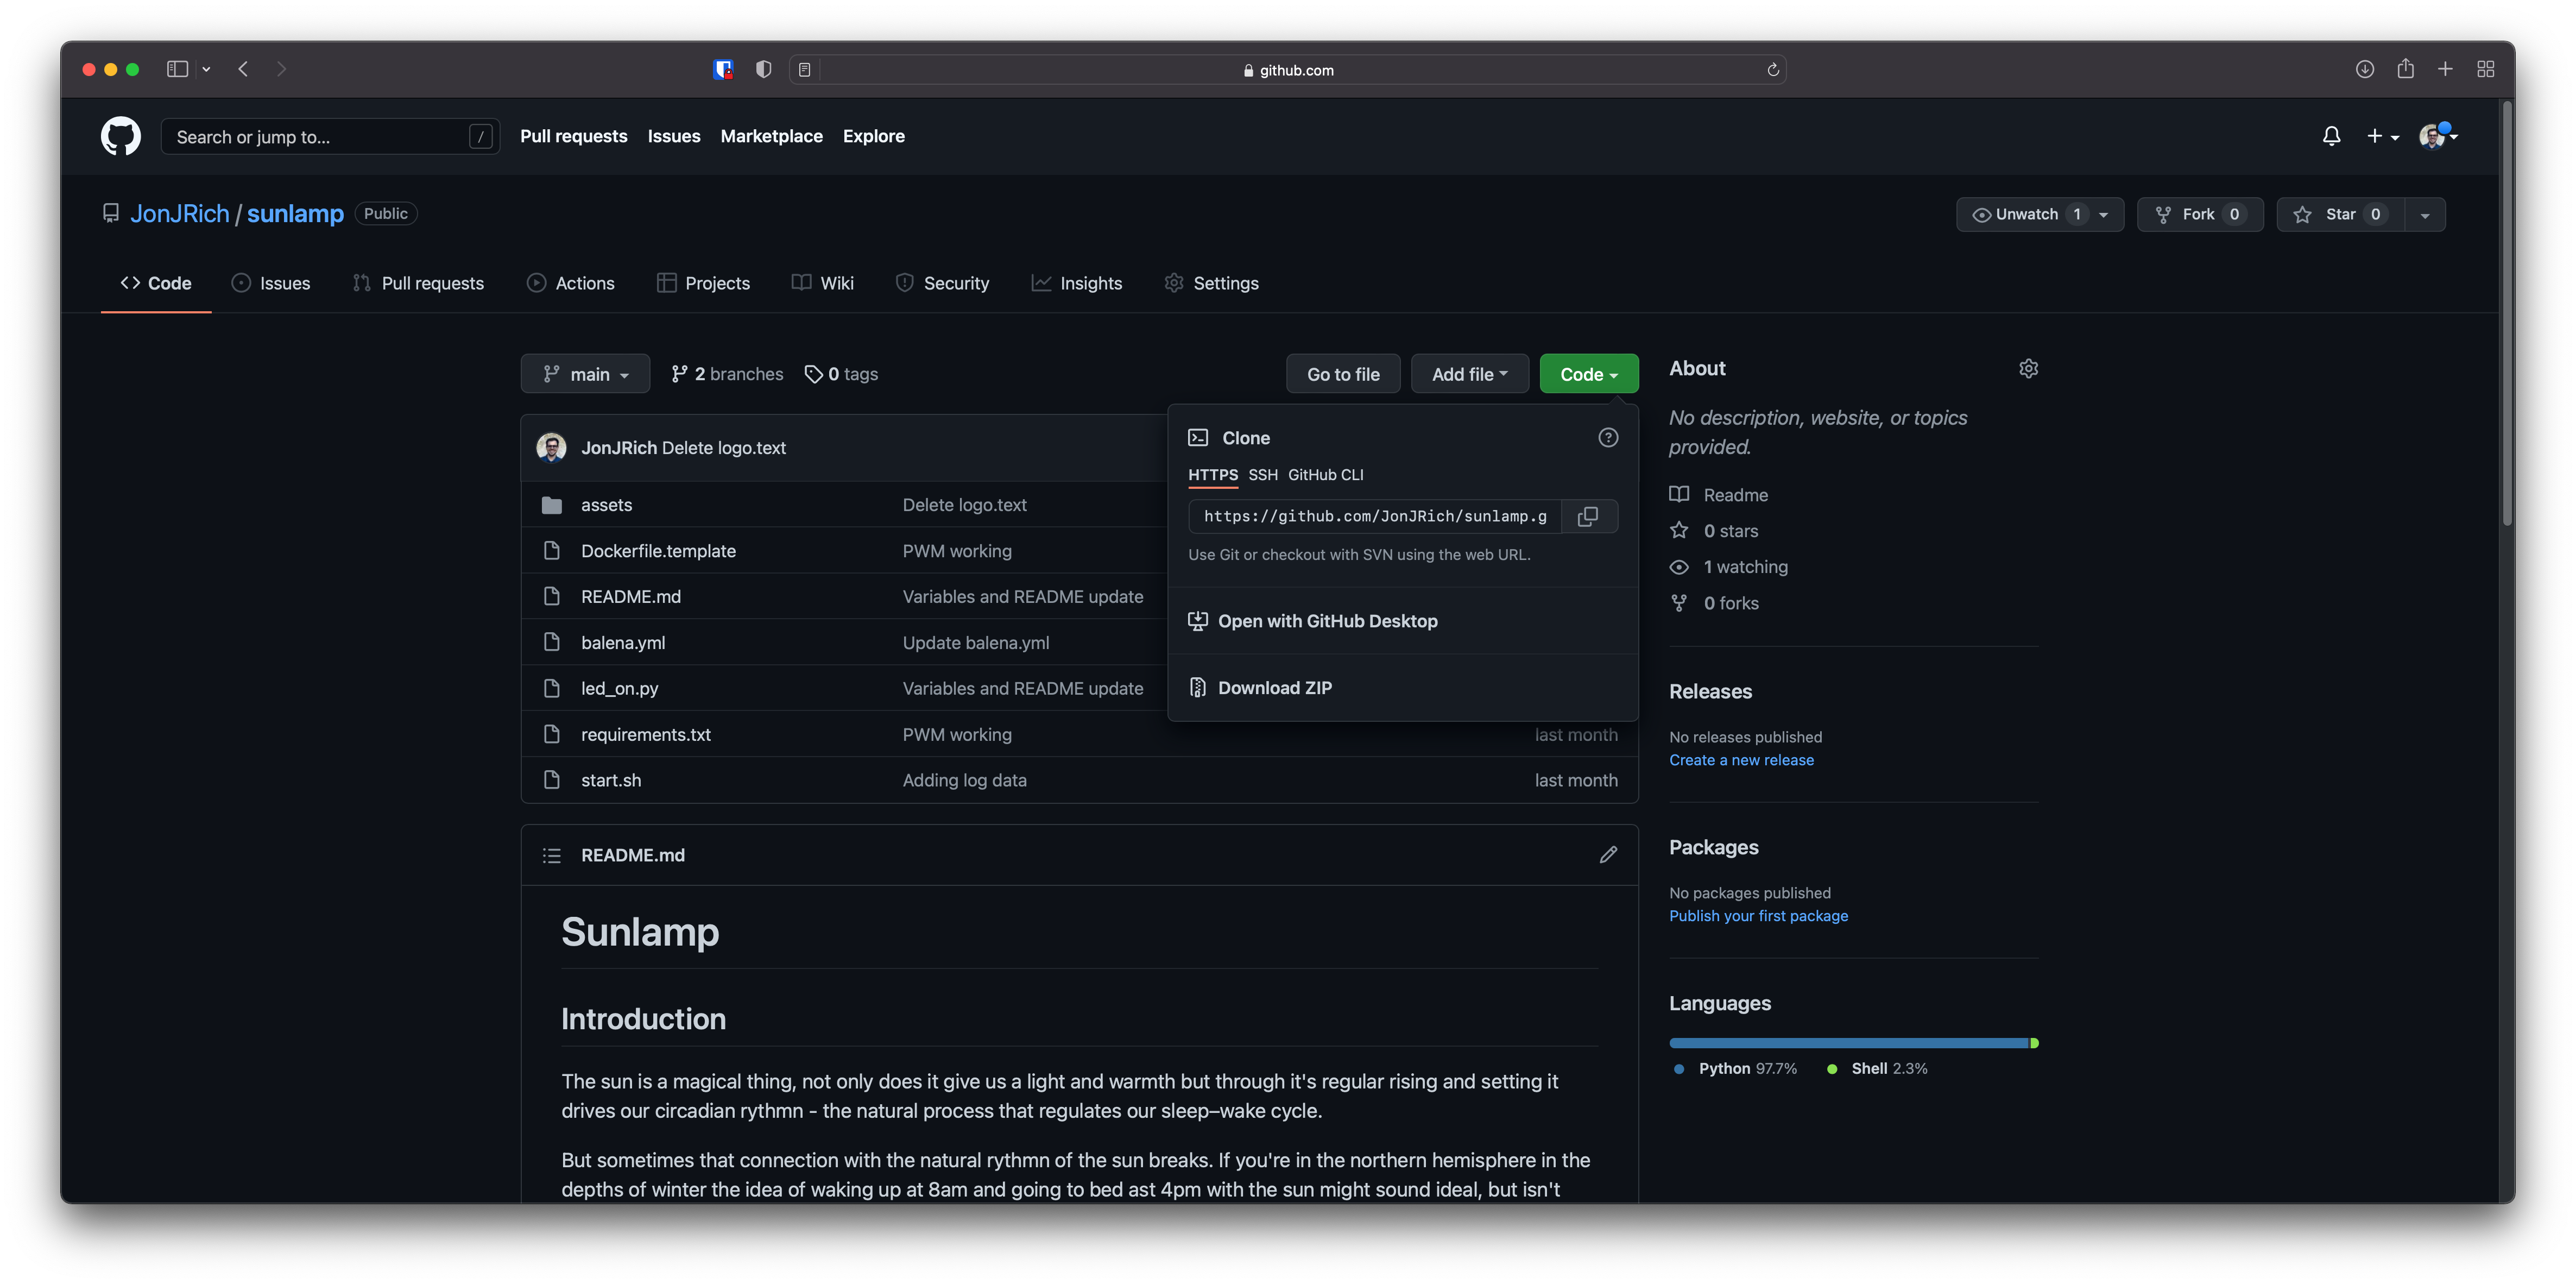 github.com
Search or jump to... /
Pull requests Issues Marketplace Explore
JonJRich / sunlamp Public
Unwatch 1 Fork 0 Star 0
Code Issues Pull requests Actions Projects Wiki Security Insights Settings
main 2 branches 0 tags Go to file Add file Code
JonJRich Delete logo.text
assets Delete logo.text
Dockerfile.template PWM working
README.md Variables and README update
balena.yml Update balena.yml
led_on.py Variables and README update
requirements.txt PWM working last month
start.sh Adding log data last month
Clone
HTTPS SSH GitHub CLI
https://github.com/JonJRich/sunlamp.g
Use Git or checkout with SVN using the web URL.
Open with GitHub Desktop
Download ZIP
README.md
Sunlamp
Introduction
The sun is a magical thing, not only does it give us a light and warmth but through it's regular rising and setting it
drives our circadian rythmn - the natural process that regulates our sleep–wake cycle.
But sometimes that connection with the natural rythmn of the sun breaks. If you're in the northern hemisphere in the
depths of winter the idea of waking up at 8am and going to bed ast 4pm with the sun might sound ideal, but isn't
About
No description, website, or topics
provided.
Readme
0 stars
1 watching
0 forks
Releases
No releases published
Create a new release
Packages
No packages published
Publish your first package
Languages
Python 97.7% Shell 2.3%